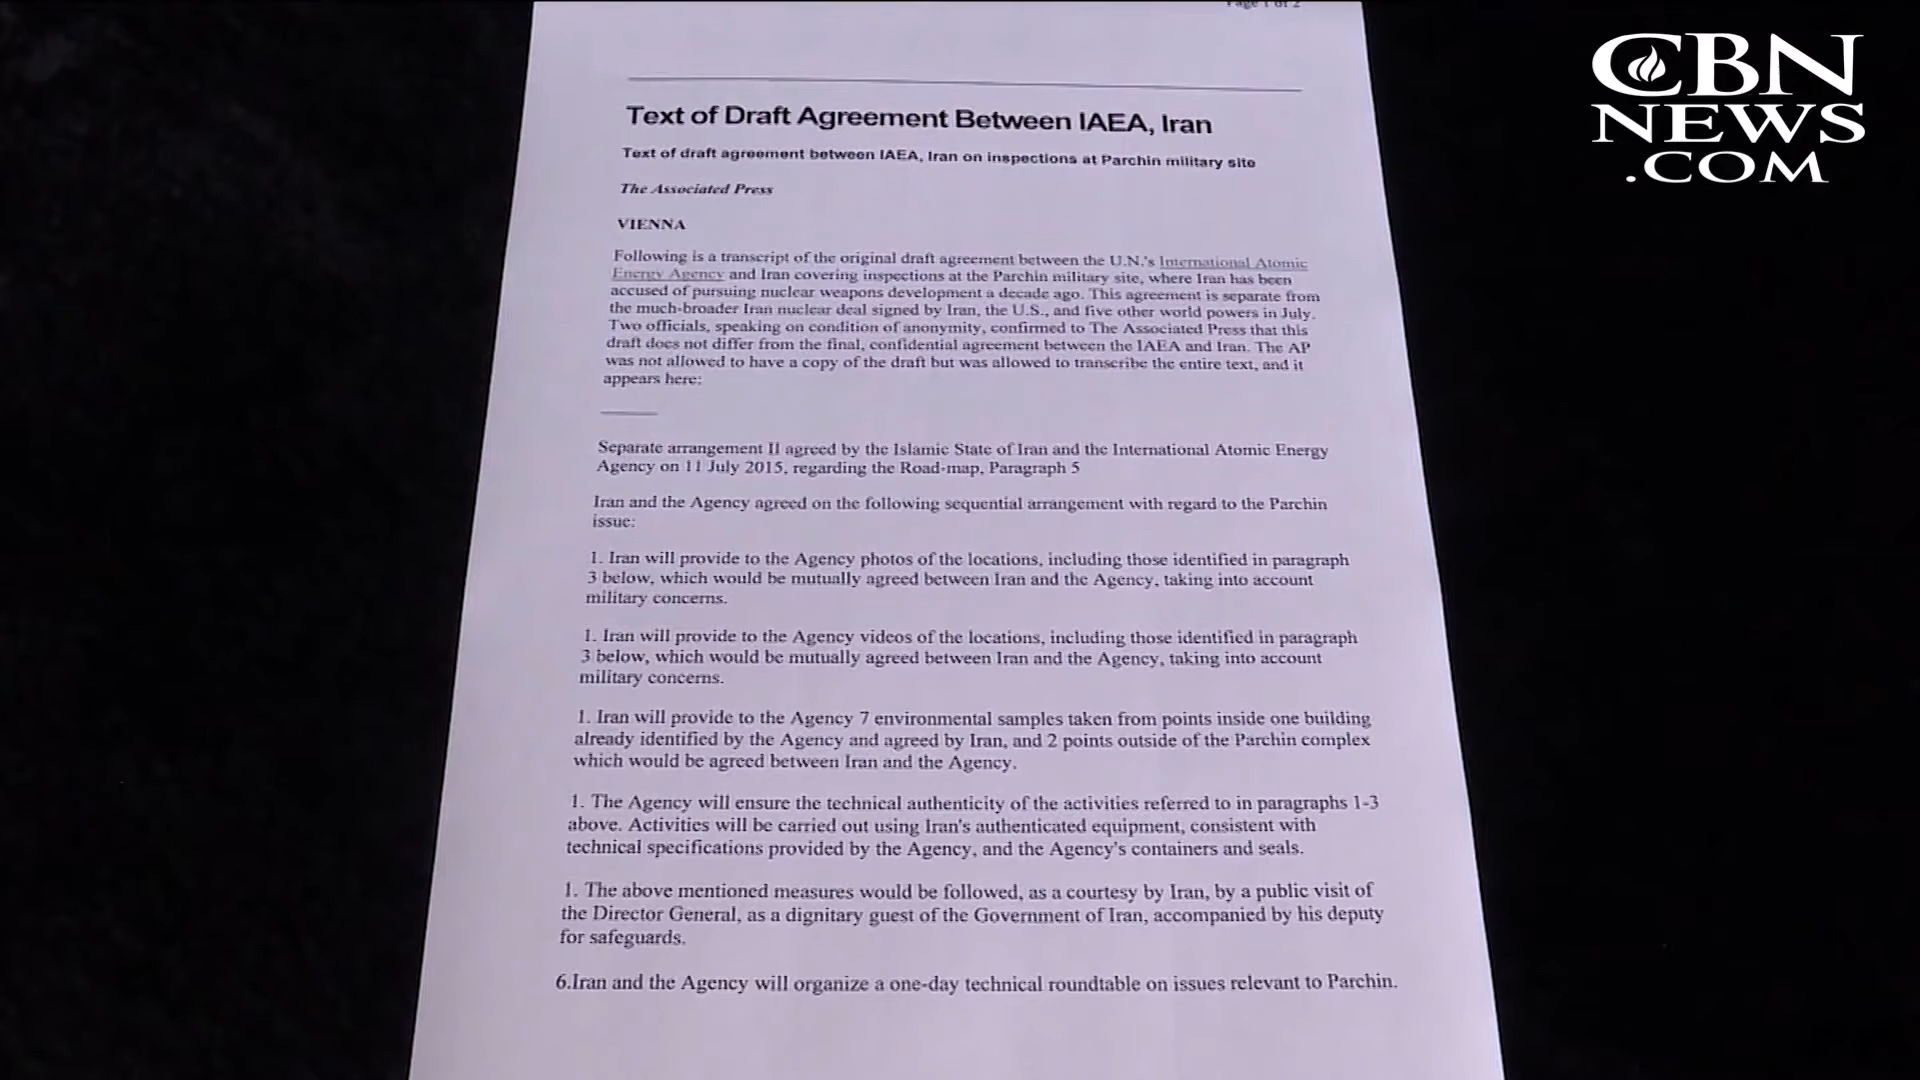 Page 1 of 2
CBN
NEWS
.COM
Text of Draft Agreement Between IAEA, Iran
Text of draft agreement between IAEA, Iran on inspections at Parchin military site
The Associated Press
VIENNA
Following is a transcript of the original draft agreement between the U.N.'s International Atomic
Energy Agency and Iran covering inspections at the Parchin military site, where Iran has been
accused of pursuing nuclear weapons development a decade ago. This agreement is separate from
the much-broader Iran nuclear deal signed by Iran, the U.S., and five other world powers in July.
Two officials, speaking on condition of anonymity, confirmed to The Associated Press that this
draft does not differ from the final, confidential agreement between the IAEA and Iran. The AP
was not allowed to have a copy of the draft but was allowed to transcribe the entire text, and it
appears here:
Separate arrangement II agreed by the Islamic State of Iran and the International Atomic Energy
Agency on 11 July 2015, regarding the Road-map, Paragraph 5
Iran and the Agency agreed on the following sequential arrangement with regard to the Parchin
issue:
1. Iran will provide to the Agency photos of the locations, including those identified in paragraph
3 below, which would be mutually agreed between Iran and the Agency, taking into account
military concerns.
1. Iran will provide to the Agency videos of the locations, including those identified in paragraph
3 below, which would be mutually agreed between Iran and the Agency, taking into account
military concerns.
1. Iran will provide to the Agency 7 environmental samples taken from points inside one building
already identified by the Agency and agreed by Iran, and 2 points outside of the Parchin complex
which would be agreed between Iran and the Agency.
1. The Agency will ensure the technical authenticity of the activities referred to in paragraphs 1-3
above. Activities will be carried out using Iran's authenticated equipment, consistent with
technical specifications provided by the Agency, and the Agency's containers and seals.
1. The above mentioned measures would be followed, as a courtesy by Iran, by a public visit of
the Director General, as a dignitary guest of the Government of Iran, accompanied by his deputy
for safeguards.
6.Iran and the Agency will organize a one-day technical roundtable on issues relevant to Parchin.